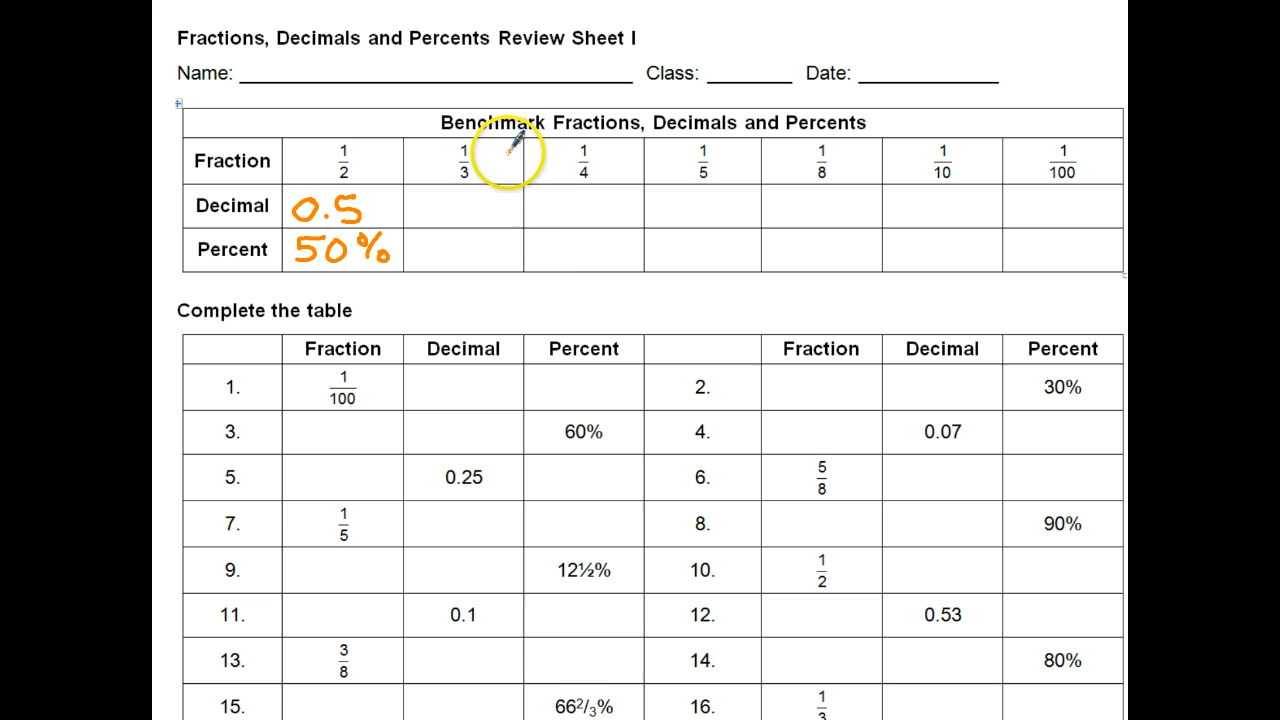 Fractions, Decimals and Percents Review Sheet I
Name: ____ Class: ____ Date: ____
Benchmark Fractions, Decimals and Percents
Fraction 1/2 1/3 1/4 1/5 1/8 1/10 1/100
Decimal 0.5
Percent 50%
Complete the table
Fraction Decimal Percent Fraction Decimal Percent
1. 1/100 2. 30%
3. 60% 4. 0.07
5. 0.25 6. 5/8
7. 1/5 8. 90%
9. 12½% 10. 1/2
11. 0.1 12. 0.53
13. 3/8 14. 80%
15. 66²/₃% 16. 1/3